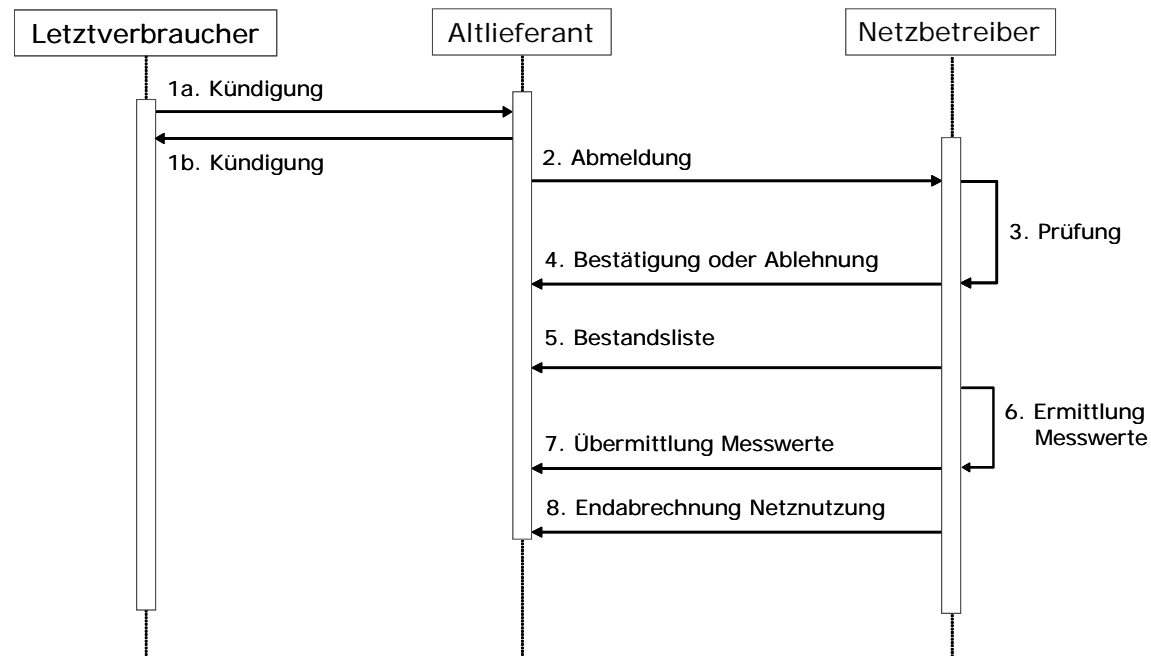 Letztverbraucher
Altlieferant
Netzbetreiber
1a. Kündigung
1b. Kündigung
2. Abmeldung
3. Prüfung
4. Bestätigung oder Ablehnung
5. Bestandsliste
6. Ermittlung
Messwerte
7. Übermittlung Messwerte
8. Endabrechnung Netznutzung